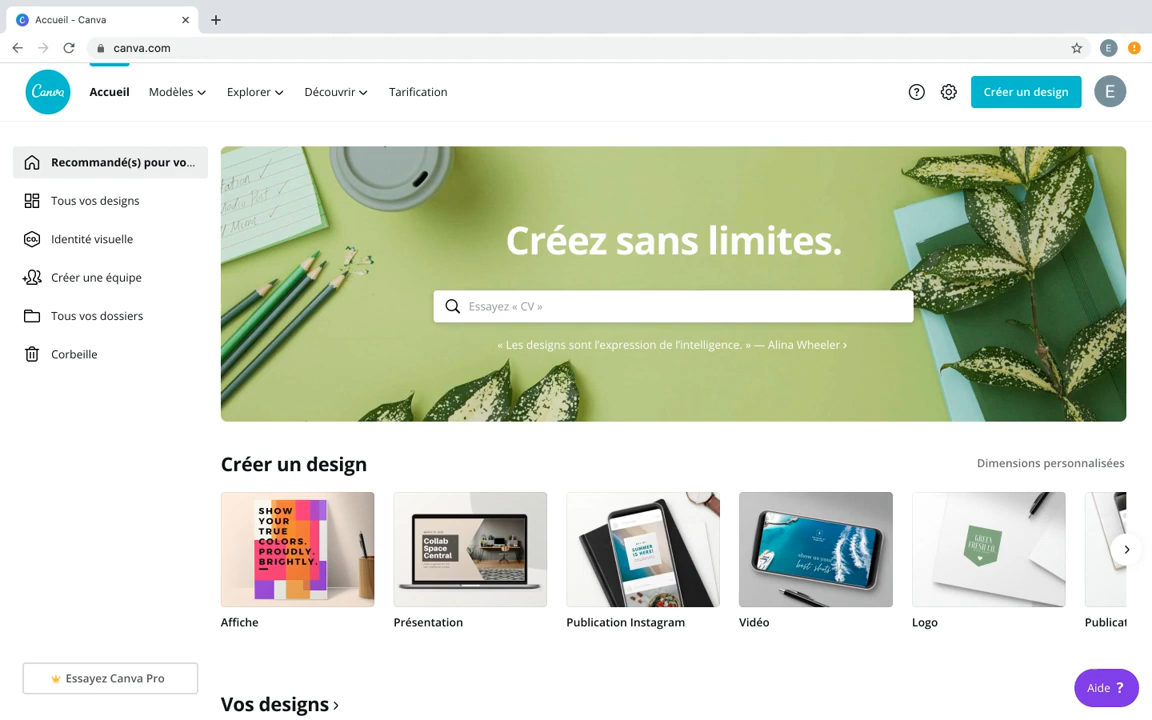 Accueil - Canva
canva.com
E
Canva
Accueil
Modèles
Explorer
Découvrir
Tarification
Créer un design
E
Recommandé(s) pour vo...
Tous vos designs
Identité visuelle
Créer une équipe
Tous vos dossiers
Corbeille
Essayez Canva Pro
Créez sans limites.
Essayez « CV »
« Les designs sont l'expression de l'intelligence. » — Alina Wheeler ›
Créer un design
Dimensions personnalisées
SHOW
YOUR
TRUE
COLORS.
PROUDLY.
BRIGHTLY.
Collab
Space
Central
SUMMER
IS HERE!
GREEN
FRESH CO.
Affiche
Présentation
Publication Instagram
Vidéo
Logo
Publicat
Vos designs ›
Aide ?